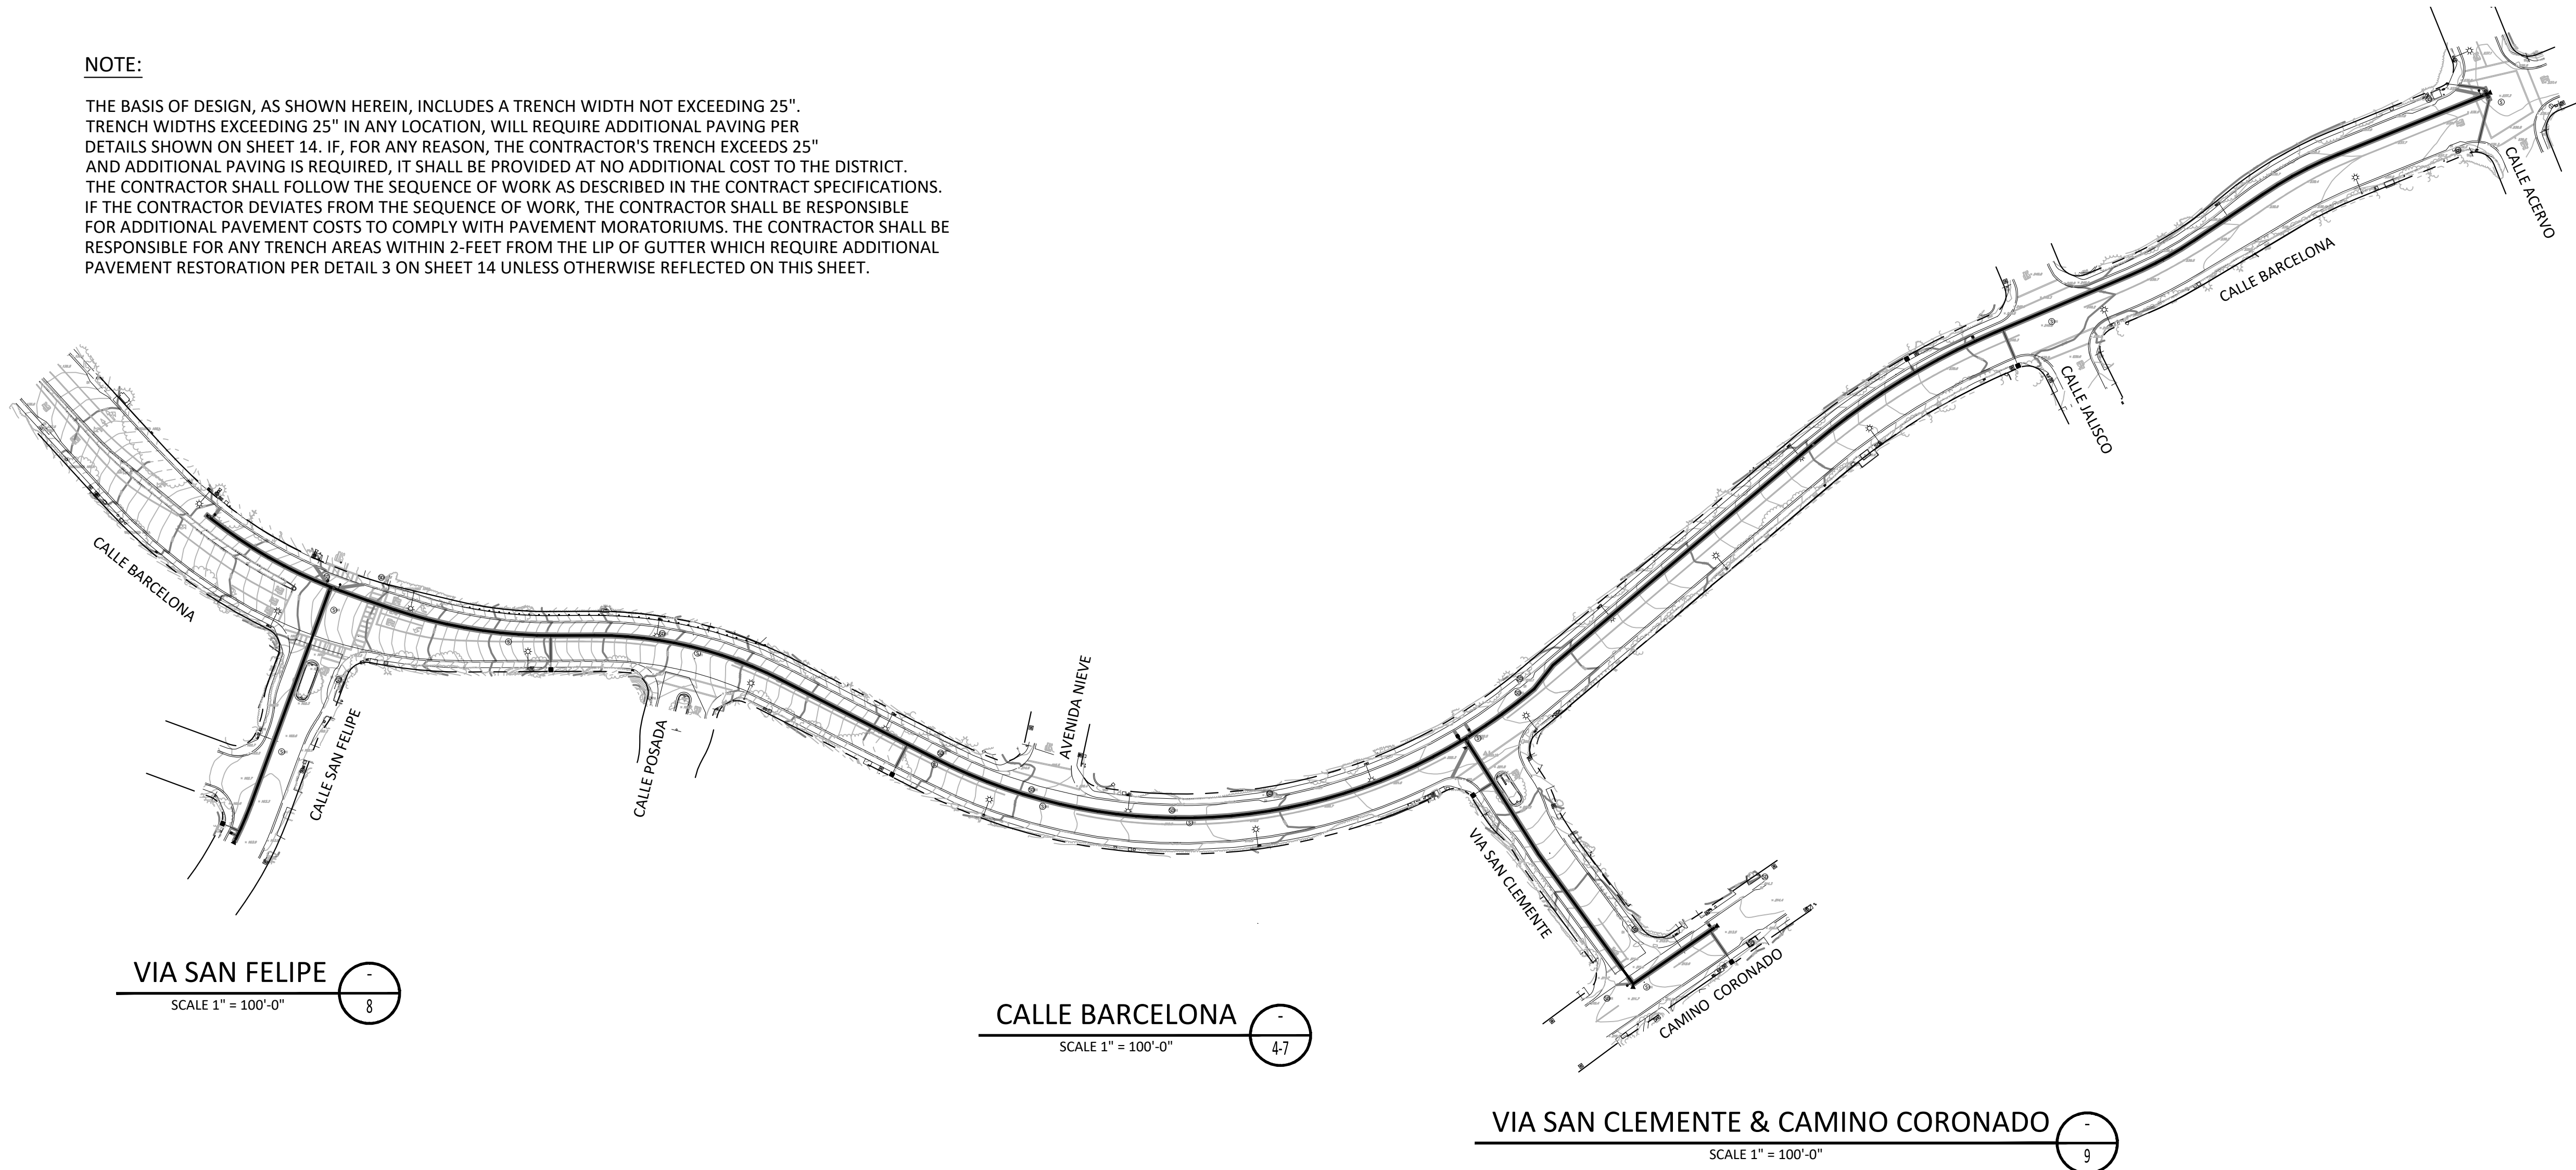 NOTE:
THE BASIS OF DESIGN, AS SHOWN HEREIN, INCLUDES A TRENCH WIDTH NOT EXCEEDING 25".
TRENCH WIDTHS EXCEEDING 25" IN ANY LOCATION, WILL REQUIRE ADDITIONAL PAVING PER
DETAILS SHOWN ON SHEET 14. IF, FOR ANY REASON, THE CONTRACTOR'S TRENCH EXCEEDS 25"
AND ADDITIONAL PAVING IS REQUIRED, IT SHALL BE PROVIDED AT NO ADDITIONAL COST TO THE DISTRICT.
THE CONTRACTOR SHALL FOLLOW THE SEQUENCE OF WORK AS DESCRIBED IN THE CONTRACT SPECIFICATIONS.
IF THE CONTRACTOR DEVIATES FROM THE SEQUENCE OF WORK, THE CONTRACTOR SHALL BE RESPONSIBLE
FOR ADDITIONAL PAVEMENT COSTS TO COMPLY WITH PAVEMENT MORATORIUMS. THE CONTRACTOR SHALL BE
RESPONSIBLE FOR ANY TRENCH AREAS WITHIN 2-FEET FROM THE LIP OF GUTTER WHICH REQUIRE ADDITIONAL
PAVEMENT RESTORATION PER DETAIL 3 ON SHEET 14 UNLESS OTHERWISE REFLECTED ON THIS SHEET.
CALLE ACERVO
CALLE BARCELONA
CALLE JALISCO
CALLE BARCELONA
CALLE SAN FELIPE
CALLE POSADA
AVENIDA NIEVE
VIA SAN CLEMENTE
CAMINO CORONADO
VIA SAN FELIPE
-
8
SCALE 1" = 100'-0"
CALLE BARCELONA
-
4-7
SCALE 1" = 100'-0"
VIA SAN CLEMENTE & CAMINO CORONADO
-
9
SCALE 1" = 100'-0"